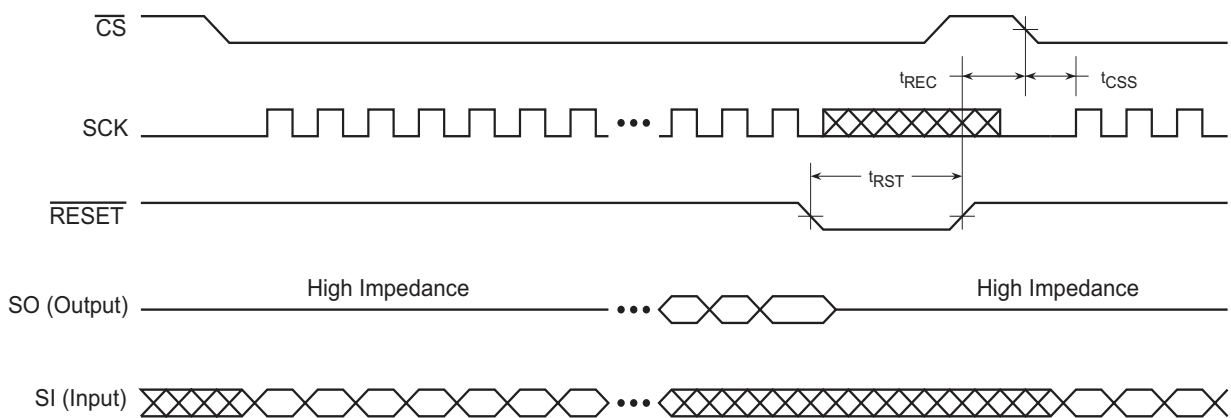 CS
tREC
tCSS
SCK
•••
tRST
RESET
High Impedance
High Impedance
SO (Output)
•••
SI (Input)
•••